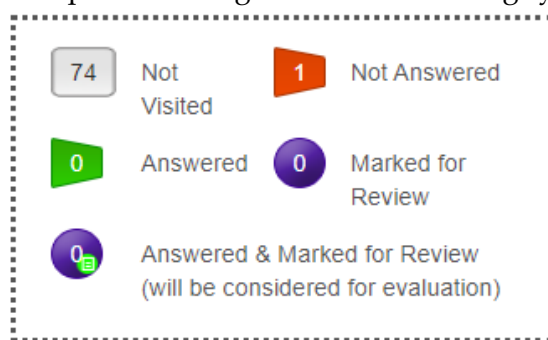 74 Not Visited
1 Not Answered
0 Answered
0 Marked for Review
0 Answered & Marked for Review
(will be considered for evaluation)